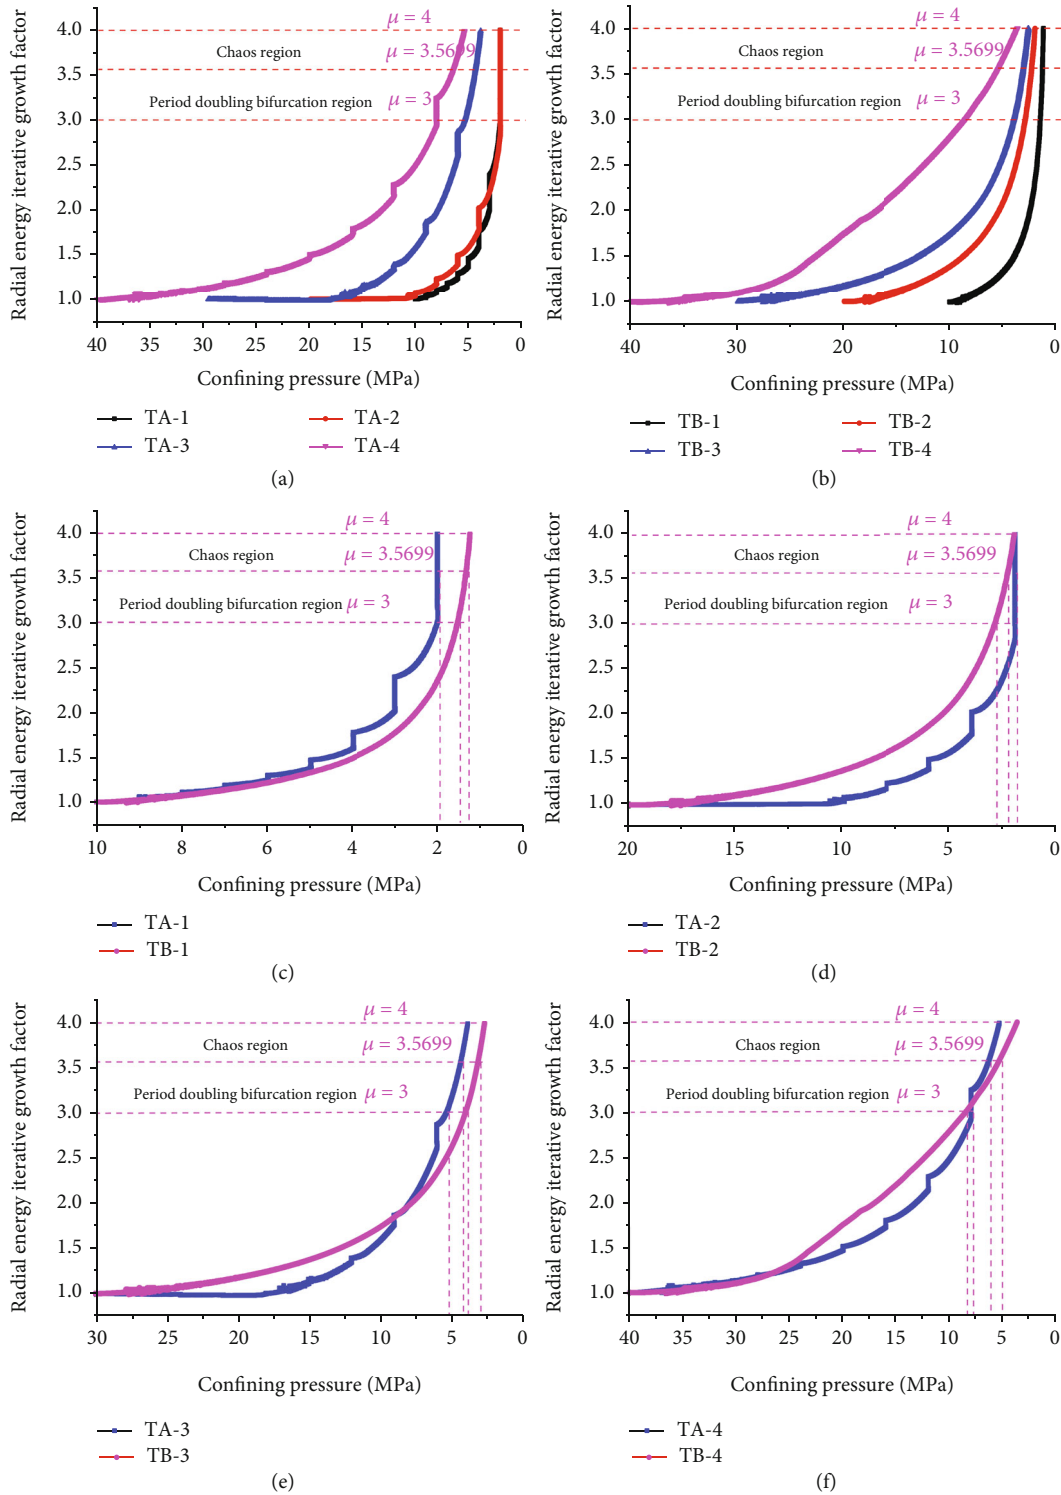 Radial energy iterative growth factor
4.0
3.5
3.0
2.5
2.0
1.5
1.0
μ = 4
Chaos region
μ = 3.5699
Period doubling bifurcation region
μ = 3
40 35 30 25 20 15 10 5 0
Confining pressure (MPa)
TA-1 TA-2
TA-3 TA-4
(a)
Radial energy iterative growth factor
4.0
3.5
3.0
2.5
2.0
1.5
1.0
μ = 4
Chaos region
μ = 3.5699
Period doubling bifurcation region
μ = 3
40 30 20 10 0
Confining pressure (MPa)
TB-1 TB-2
TB-3 TB-4
(b)
Radial energy iterative growth factor
4.0
3.5
3.0
2.5
2.0
1.5
1.0
μ = 4
Chaos region
μ = 3.5699
Period doubling bifurcation region
μ = 3
10 8 6 4 2 0
Confining pressure (MPa)
TA-1
TB-1
(c)
Radial energy iterative growth factor
4.0
3.5
3.0
2.5
2.0
1.5
1.0
μ = 4
Chaos region
μ = 3.5699
Period doubling bifurcation region
μ = 3
20 15 10 5 0
Confining pressure (MPa)
TA-2
TB-2
(d)
Radial energy iterative growth factor
4.0
3.5
3.0
2.5
2.0
1.5
1.0
μ = 4
Chaos region
μ = 3.5699
Period doubling bifurcation region
μ = 3
30 25 20 15 10 5 0
Confining pressure (MPa)
TA-3
TB-3
(e)
Radial energy iterative growth factor
4.0
3.5
3.0
2.5
2.0
1.5
1.0
μ = 4
Chaos region
μ = 3.5699
Period doubling bifurcation region
μ = 3
40 35 30 25 20 15 10 5 0
Confining pressure (MPa)
TA-4
TB-4
(f)